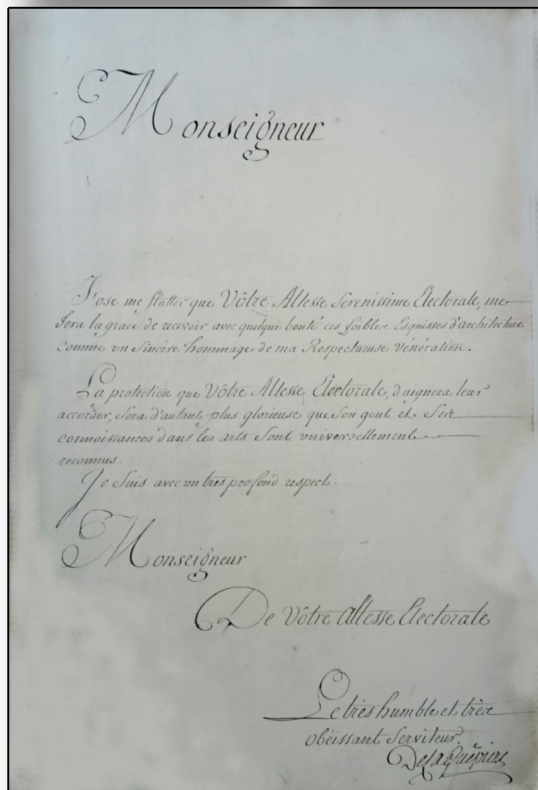 Monseigneur
J'ose me flatter que Vôtre Altesse Serenissime Electorale, me
fera la grace de recevoir avec quelque bonté ces foibles Esquisses d'architecture
comme un Sincère hommage de ma Respectueuse Vénération.
La protection que Vôtre Altesse, Electorale, daignera leur
accorder, Sera d'autant plus glorieuse que Son gout et Ses
connoissances dans les arts Sont universellement
reconnus.
Je Suis avec un tres profond respect.
Monseigneur
De Vôtre Altesse Electorale
Le très humble et très
obéissant Serviteur.